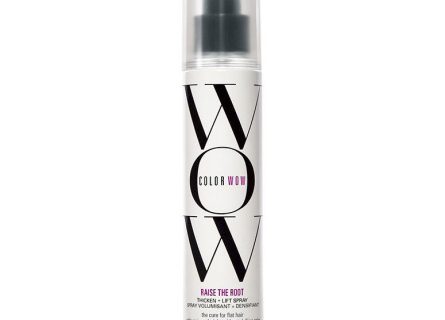 W
O
COLOR WOW
W
RAISE THE ROOT
THICKEN + LIFT SPRAY
SPRAY VOLUMISANT + DENSIFIANT
the cure for flat hair